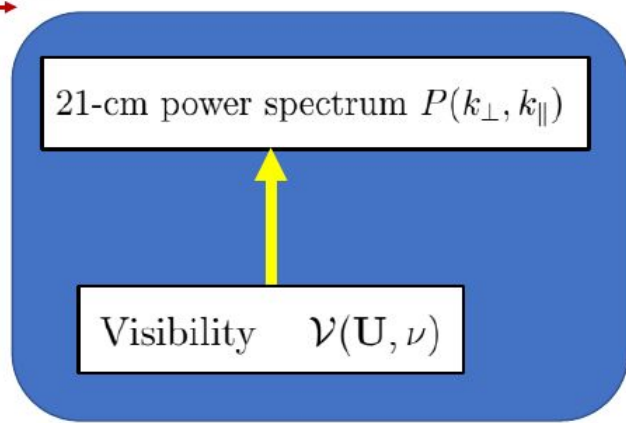 21-cm power spectrum P(k⊥, k∥)
Visibility 𝒱(U, ν)